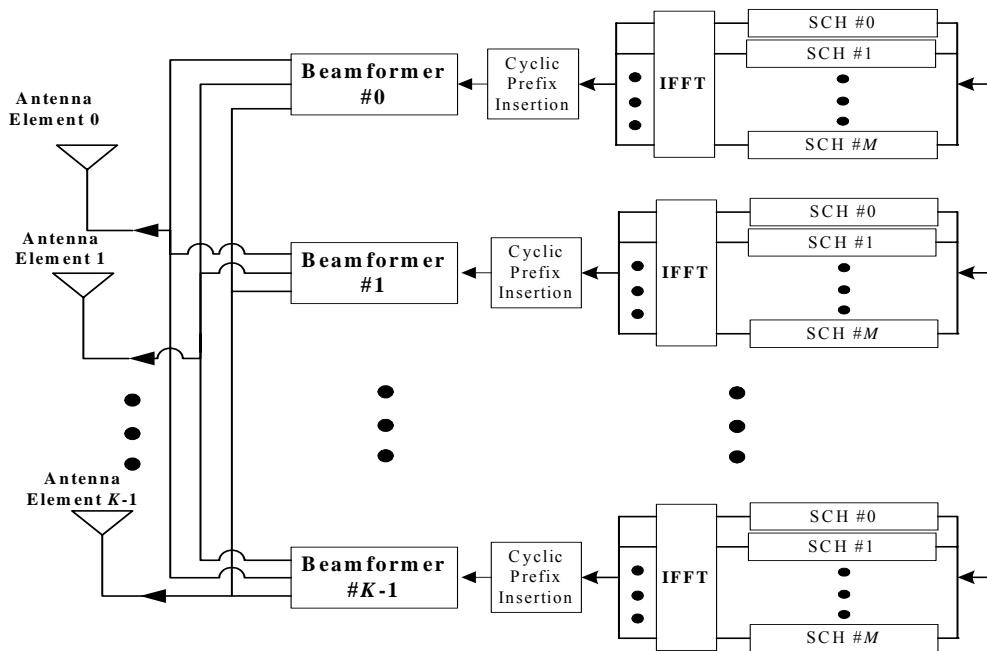 SCH #0
SCH #1
SCH #M
IFFT
Cyclic
Prefix
Insertion
Beamformer
#0
Antenna
Element 0
SCH #0
SCH #1
SCH #M
IFFT
Cyclic
Prefix
Insertion
Beamformer
#1
Antenna
Element 1
Antenna
Element K-1
SCH #0
SCH #1
SCH #M
IFFT
Cyclic
Prefix
Insertion
Beamformer
#K-1